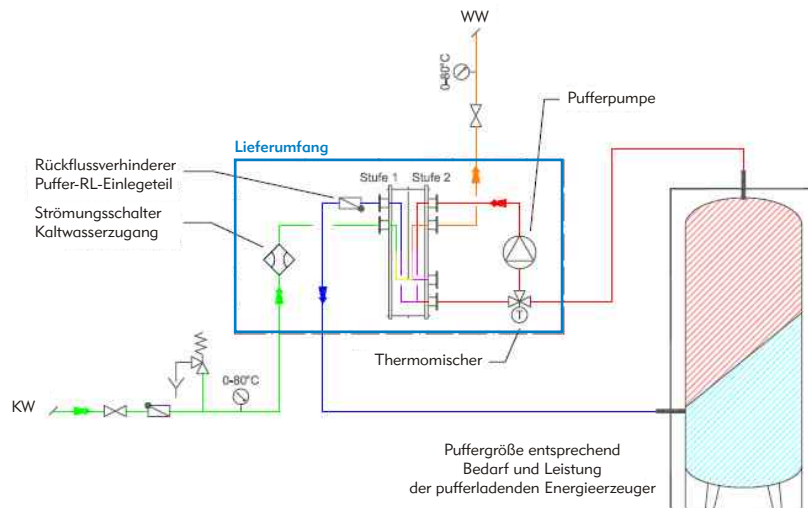 WW
0-80°C
Pufferpumpe
Lieferumfang
Rückflussverhinderer
Puffer-RL-Einlegeteil
Stufe 1
Stufe 2
Strömungsschalter
Kaltwasserzugang
T
Thermomischer
0-80°C
KW
Puffergröße entsprechend
Bedarf und Leistung
der pufferladenden Energieerzeuger